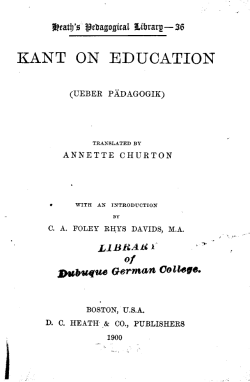 Heath's Pedagogical Library—36
KANT ON EDUCATION
(UEBER PÄDAGOGIK)
TRANSLATED BY
ANNETTE CHURTON
WITH AN INTRODUCTION
BY
C. A. FOLEY RHYS DAVIDS, M.A.
LIBRARY
of
Dubuque German College.
BOSTON, U.S.A.
D. C. HEATH & CO., PUBLISHERS
1900